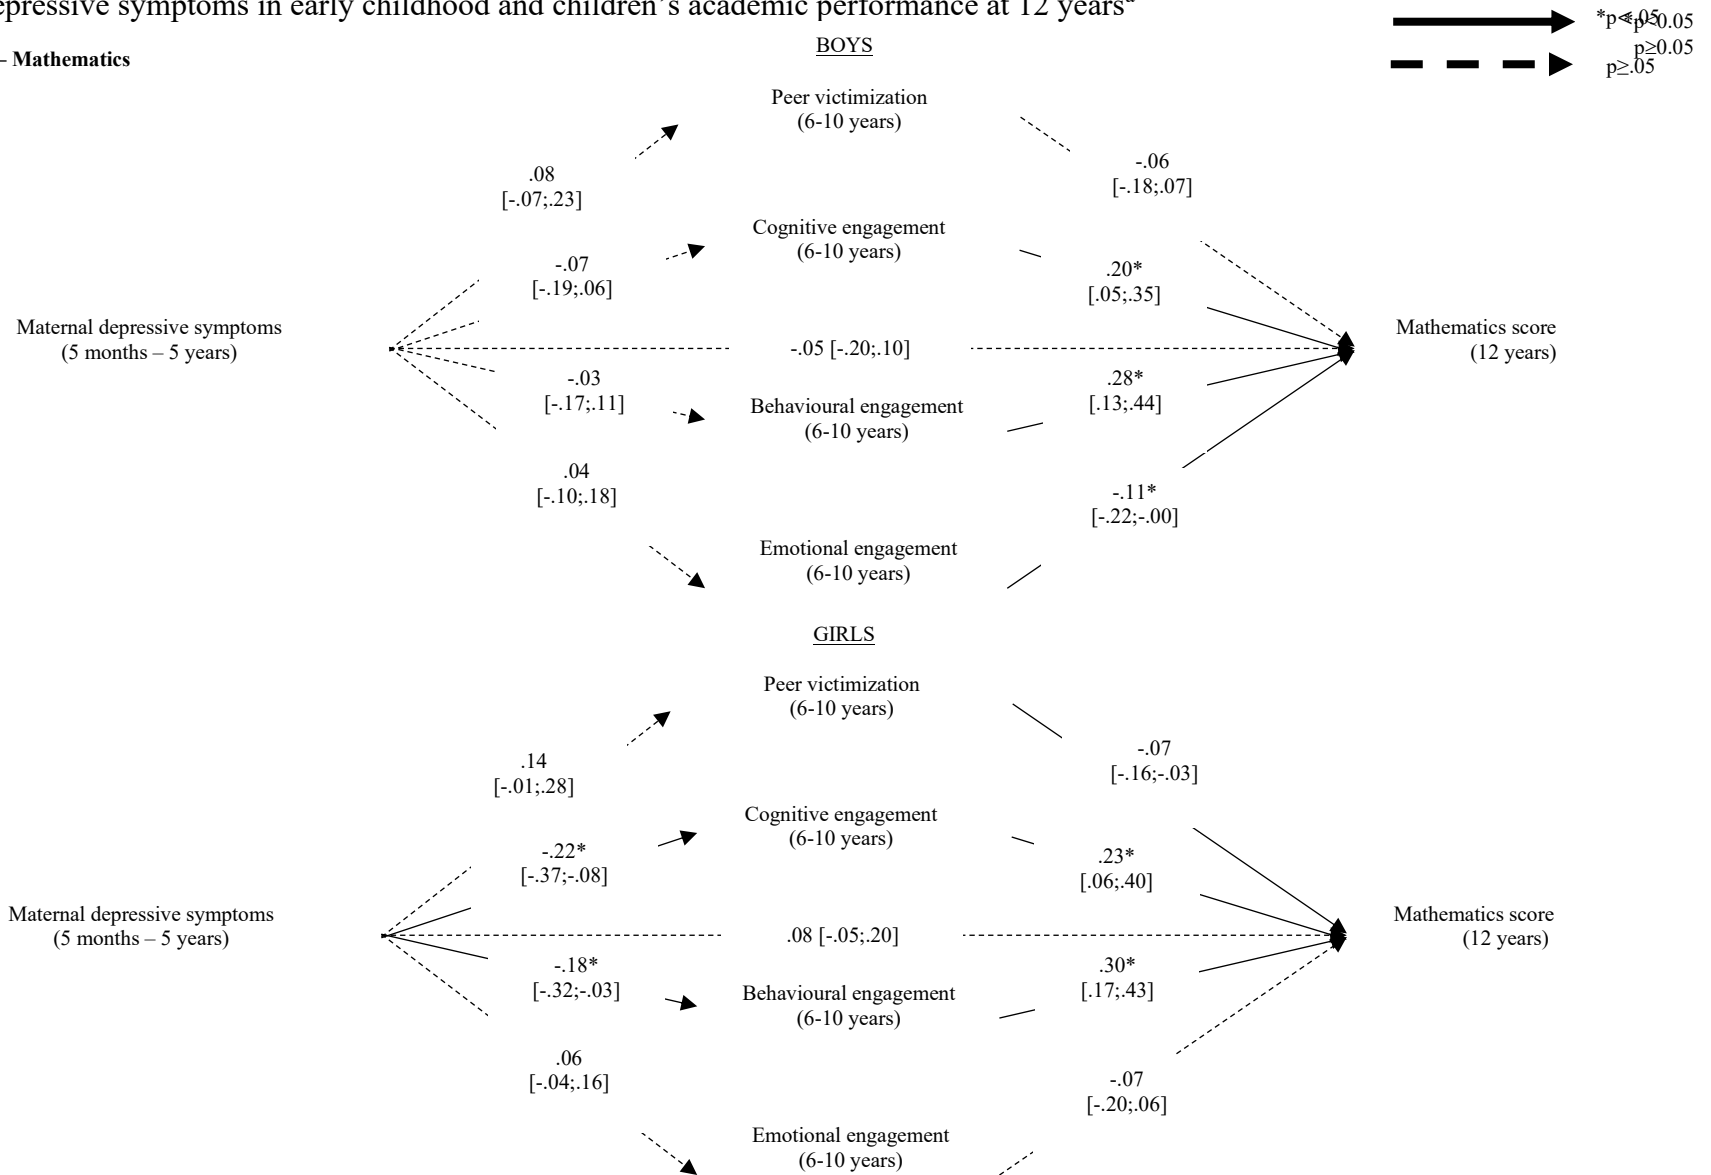 epressive symptoms in early childhood and children's academic performance at 12 yearsª
*p<.05
*p<0.05
p≥0.05
p≥.05
– Mathematics
BOYS
Peer victimization
(6-10 years)
.08
[-.07;.23]
-.06
[-.18;.07]
Cognitive engagement
(6-10 years)
-.07
[-.19;.06]
.20*
[.05;.35]
Maternal depressive symptoms
(5 months – 5 years)
-.05 [-.20;.10]
Mathematics score
(12 years)
-.03
[-.17;.11]
.28*
[.13;.44]
Behavioural engagement
(6-10 years)
.04
[-.10;.18]
-.11*
[-.22;-.00]
Emotional engagement
(6-10 years)
GIRLS
Peer victimization
(6-10 years)
.14
[-.01;.28]
-.07
[-.16;-.03]
Cognitive engagement
(6-10 years)
-.22*
[-.37;-.08]
.23*
[.06;.40]
Maternal depressive symptoms
(5 months – 5 years)
.08 [-.05;.20]
Mathematics score
(12 years)
-.18*
[-.32;-.03]
.30*
[.17;.43]
Behavioural engagement
(6-10 years)
.06
[-.04;.16]
-.07
[-.20;.06]
Emotional engagement
(6-10 years)